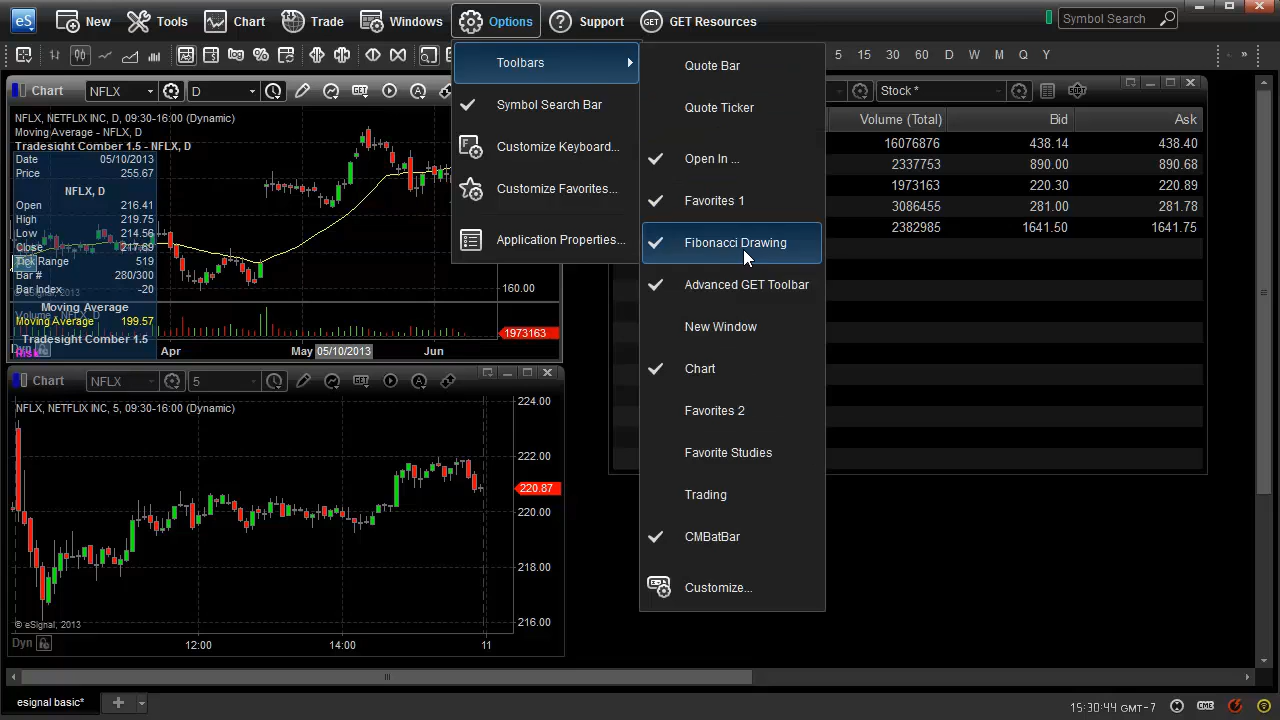 eS New Tools Chart Trade Windows Options Support GET GET Resources Symbol Search
5 15 30 60 D W M Q Y
Toolbars
Symbol Search Bar
Customize Keyboard...
Customize Favorites...
Application Properties...
Quote Bar
Quote Ticker
Open In ...
Favorites 1
Fibonacci Drawing
Advanced GET Toolbar
New Window
Chart
Favorites 2
Favorite Studies
Trading
CMBatBar
Customize...
Chart NFLX D GET
NFLX, NETFLIX INC, D, 09:30-16:00 (Dynamic)
Moving Average - NFLX, D
Tradesight Comber 1.5 - NFLX, D
Date 05/10/2013
Price 255.67
NFLX, D
Open 216.41
High 219.75
Low 214.56
Close 217.69
Tick Range 519
Bar # 280/300
Bar Index -20
© eSignal, 2013
Moving Average
Moving Average 199.57
Tradesight Comber 1.5
Risk
Dyn
160.00
1973163
Apr May 05/10/2013 Jun
Stock * SORT
Volume (Total) Bid Ask
16076876 438.14 438.40
2337753 890.00 890.68
1973163 220.30 220.89
3086455 281.00 281.78
2382985 1641.50 1641.75
Chart NFLX 5 GET
NFLX, NETFLIX INC, 5, 09:30-16:00 (Dynamic)
224.00
222.00
220.87
220.00
218.00
216.00
© eSignal, 2013
Dyn 12:00 14:00 11
esignal basic*
15:30:44 GMT-7 CME